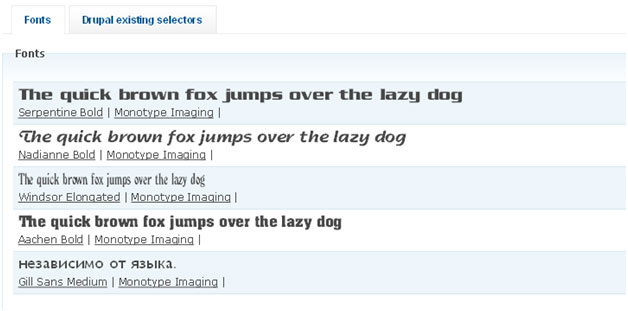 Fonts
Drupal existing selectors
Fonts
The quick brown fox jumps over the lazy dog
Serpentine Bold | Monotype Imaging |
The quick brown fox jumps over the lazy dog
Nadianne Bold | Monotype Imaging |
The quick brown fox jumps over the lazy dog
Windsor Elongated | Monotype Imaging |
The quick brown fox jumps over the lazy dog
Aachen Bold | Monotype Imaging |
независимо от языка.
Gill Sans Medium | Monotype Imaging |